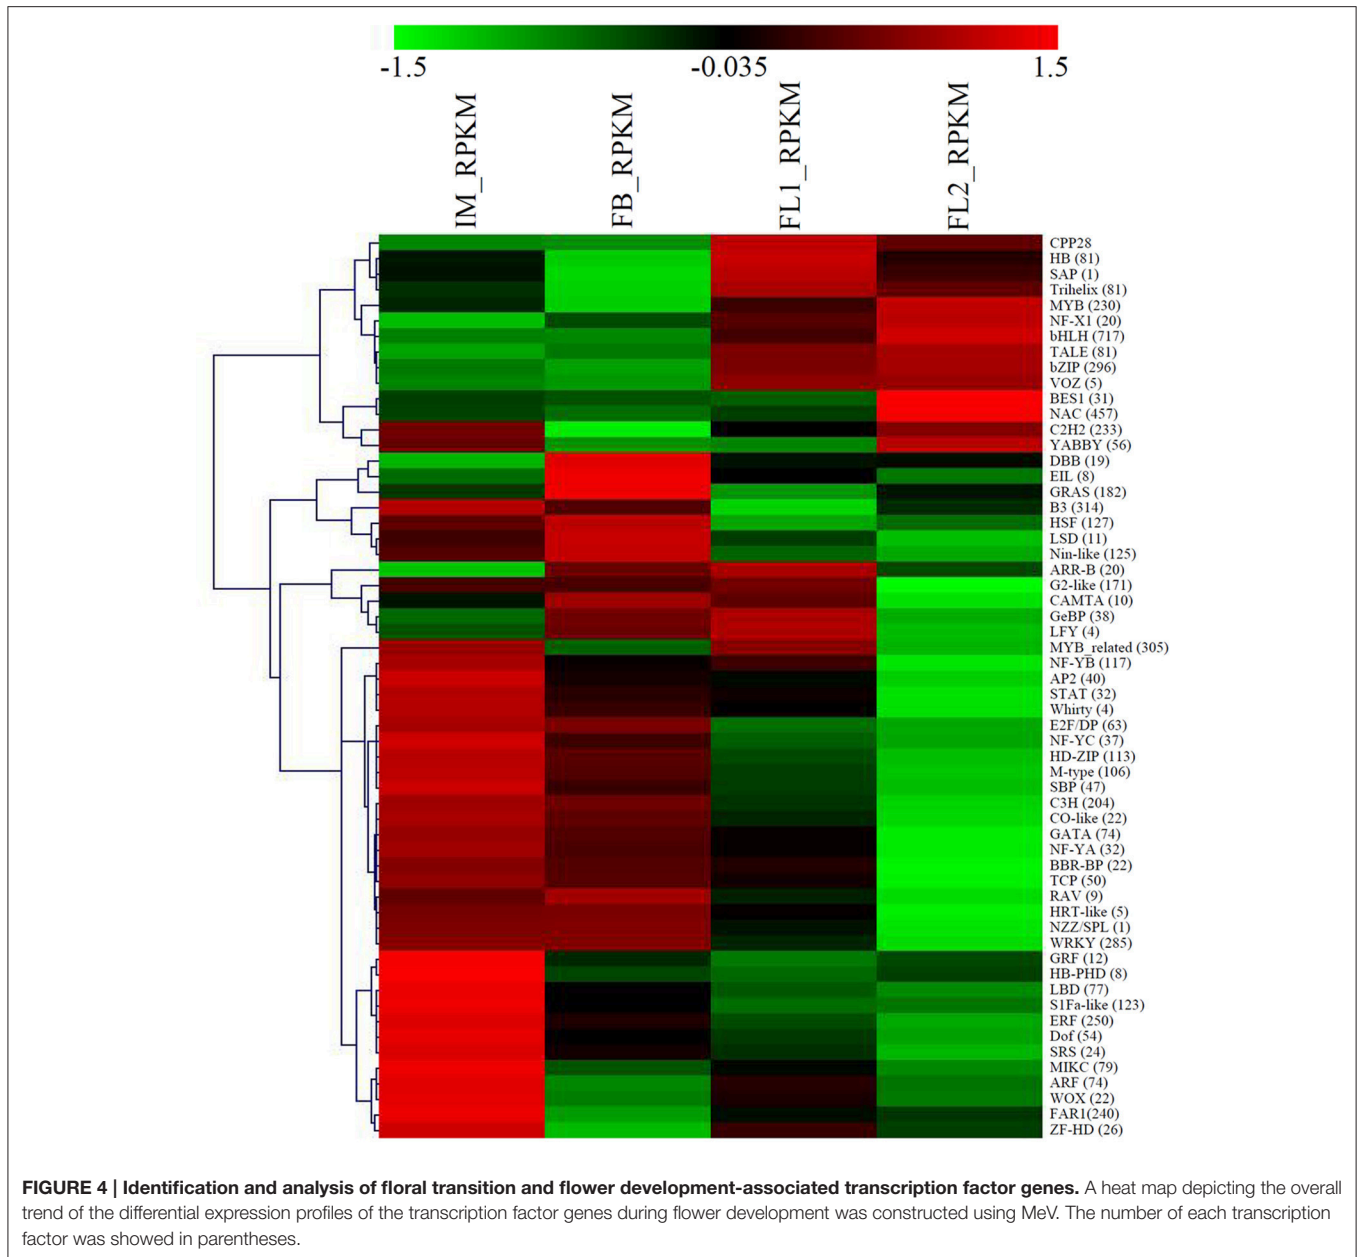 -1.5 -0.035 1.5
IM_RPKM FB_RPKM FL1_RPKM FL2_RPKM
CPP28
HB (81)
SAP (1)
Trihelix (81)
MYB (230)
NF-X1 (20)
bHLH (717)
TALE (81)
bZIP (296)
VOZ (5)
BES1 (31)
NAC (457)
C2H2 (233)
YABBY (56)
DBB (19)
EIL (8)
GRAS (182)
B3 (314)
HSF (127)
LSD (11)
Nin-like (125)
ARR-B (20)
G2-like (171)
CAMTA (10)
GeBP (38)
LFY (4)
MYB_related (305)
NF-YB (117)
AP2 (40)
STAT (32)
Whirty (4)
E2F/DP (63)
NF-YC (37)
HD-ZIP (113)
M-type (106)
SBP (47)
C3H (204)
CO-like (22)
GATA (74)
NF-YA (32)
BBR-BP (22)
TCP (50)
RAV (9)
HRT-like (5)
NZZ/SPL (1)
WRKY (285)
GRF (12)
HB-PHD (8)
LBD (77)
S1Fa-like (123)
ERF (250)
Dof (54)
SRS (24)
MIKC (79)
ARF (74)
WOX (22)
FAR1(240)
ZF-HD (26)
FIGURE 4 | Identification and analysis of floral transition and flower development-associated transcription factor genes. A heat map depicting the overall
trend of the differential expression profiles of the transcription factor genes during flower development was constructed using MeV. The number of each transcription
factor was showed in parentheses.